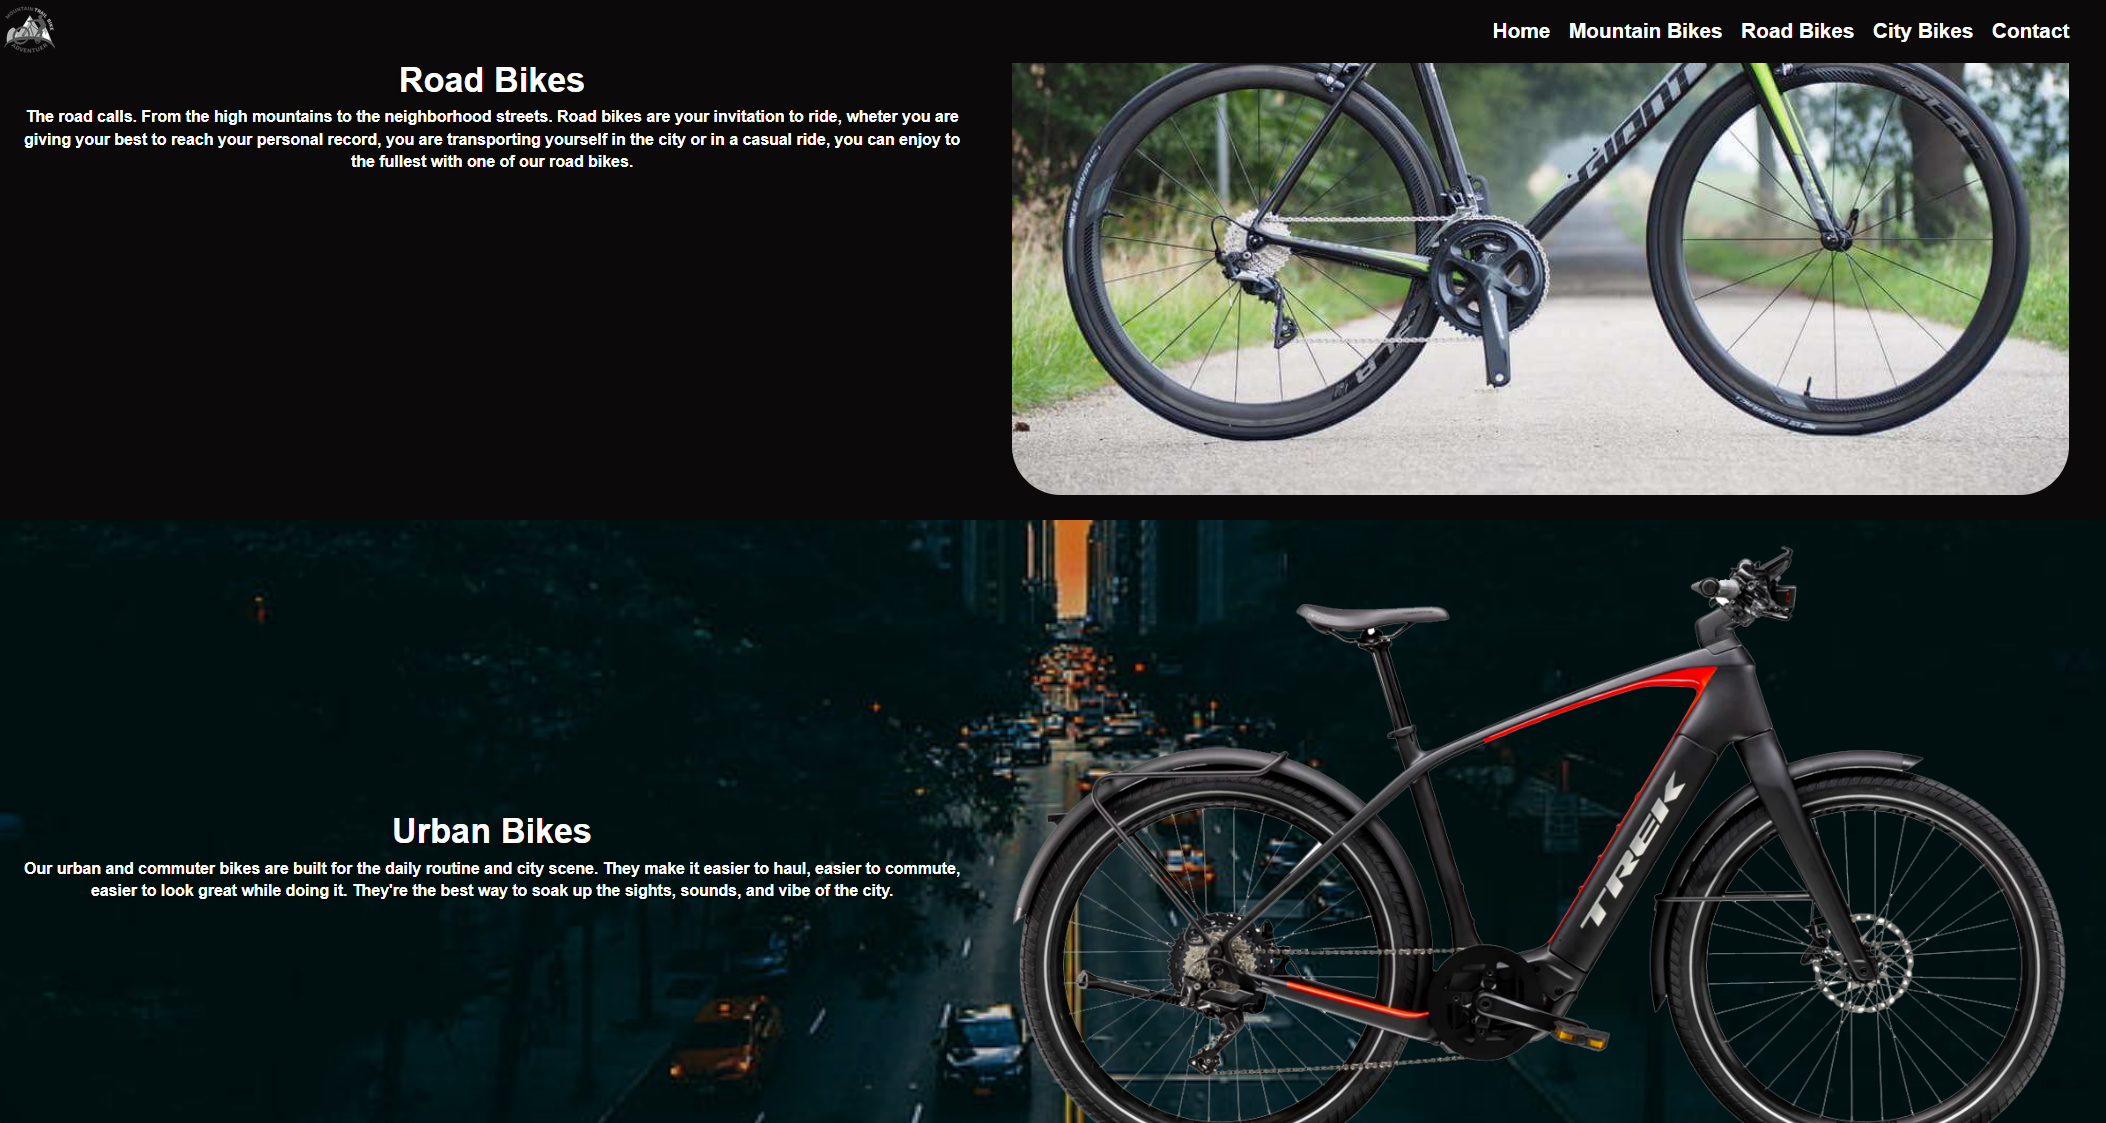 MOUNTAIN TRAIL BIKE
ADVENTUER
Home Mountain Bikes Road Bikes City Bikes Contact
Road Bikes
The road calls. From the high mountains to the neighborhood streets. Road bikes are your invitation to ride, wheter you are
giving your best to reach your personal record, you are transporting yourself in the city or in a casual ride, you can enjoy to
the fullest with one of our road bikes.
GIANT
SLR
SLR
Urban Bikes
Our urban and commuter bikes are built for the daily routine and city scene. They make it easier to haul, easier to commute,
easier to look great while doing it. They're the best way to soak up the sights, sounds, and vibe of the city.
TREK